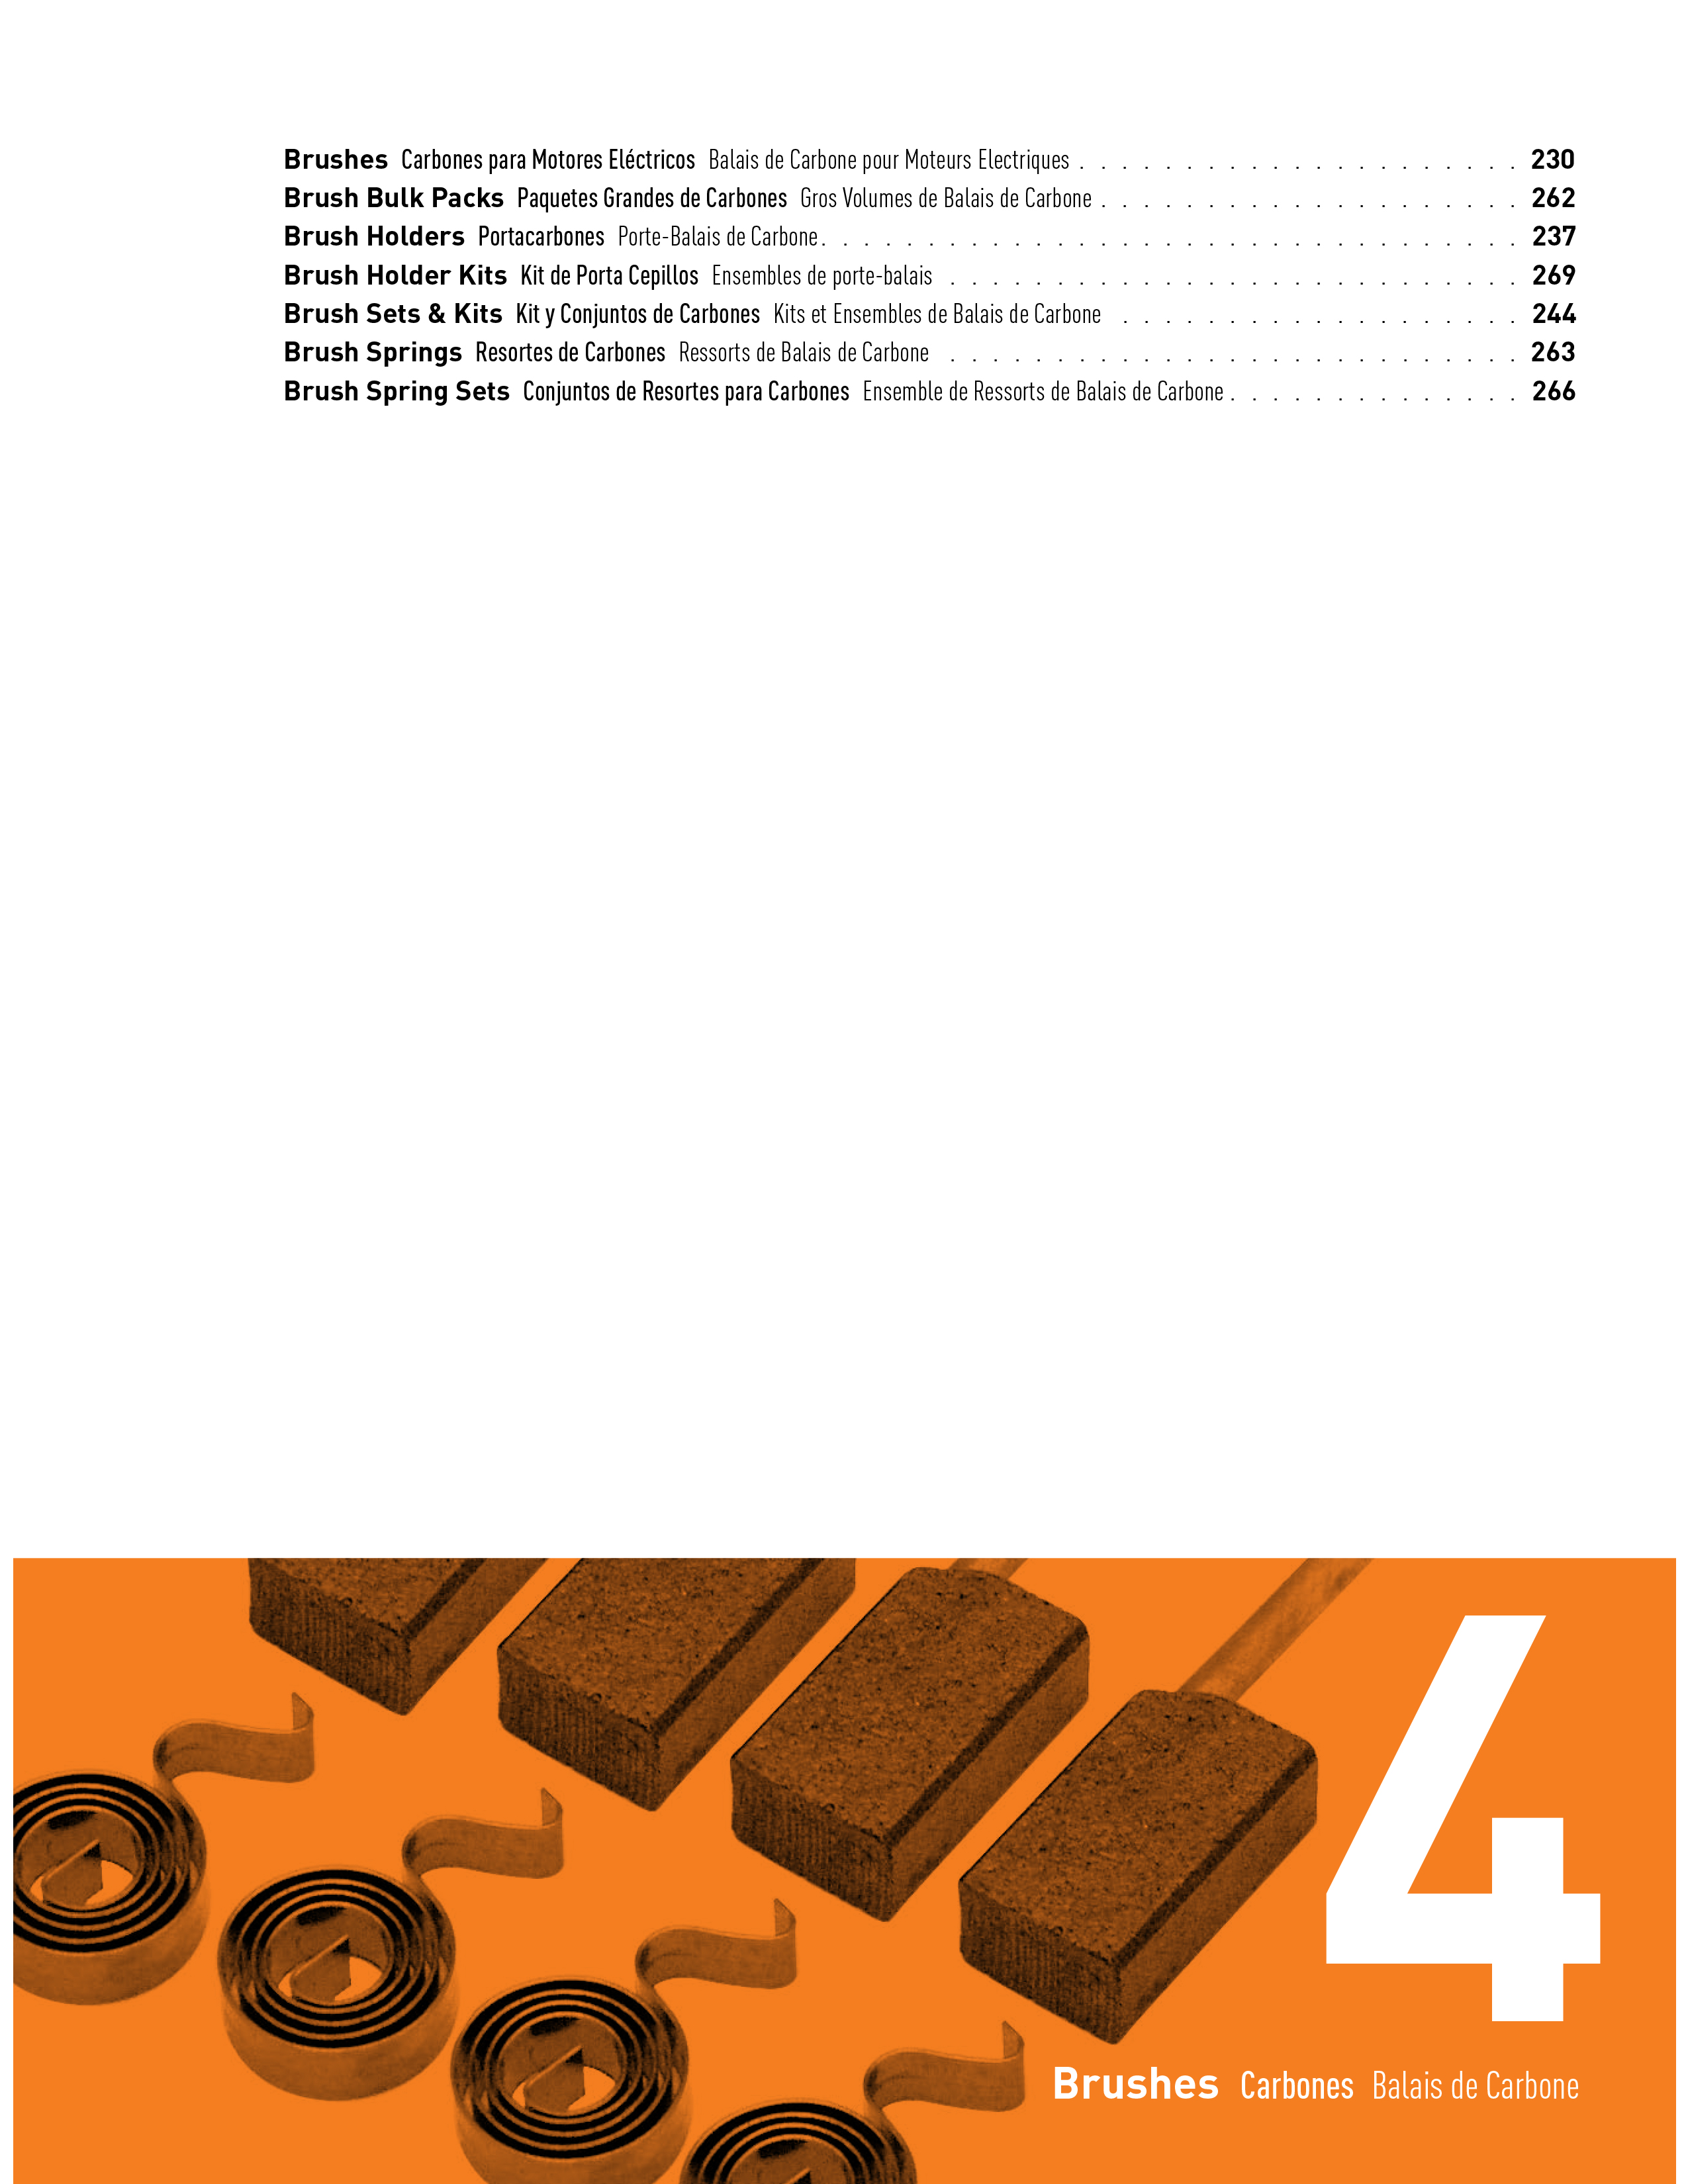 Brushes Carbones para Motores Eléctricos Balais de Carbone pour Moteurs Electriques . . . . . . . . . . . . . . . . . . . . . 230
Brush Bulk Packs Paquetes Grandes de Carbones Gros Volumes de Balais de Carbone . . . . . . . . . . . . . . . . . . . . 262
Brush Holders Portacarbones Porte-Balais de Carbone . . . . . . . . . . . . . . . . . . . . . . . . . . . . . . . . . 237
Brush Holder Kits Kit de Porta Cepillos Ensembles de porte-balais . . . . . . . . . . . . . . . . . . . . . . . . . . . 269
Brush Sets & Kits Kit y Conjuntos de Carbones Kits et Ensembles de Balais de Carbone . . . . . . . . . . . . . . . . . . . 244
Brush Springs Resortes de Carbones Ressorts de Balais de Carbone . . . . . . . . . . . . . . . . . . . . . . . . . . . 263
Brush Spring Sets Conjuntos de Resortes para Carbones Ensemble de Ressorts de Balais de Carbone . . . . . . . . . . . . . . 266
4
Brushes Carbones Balais de Carbone